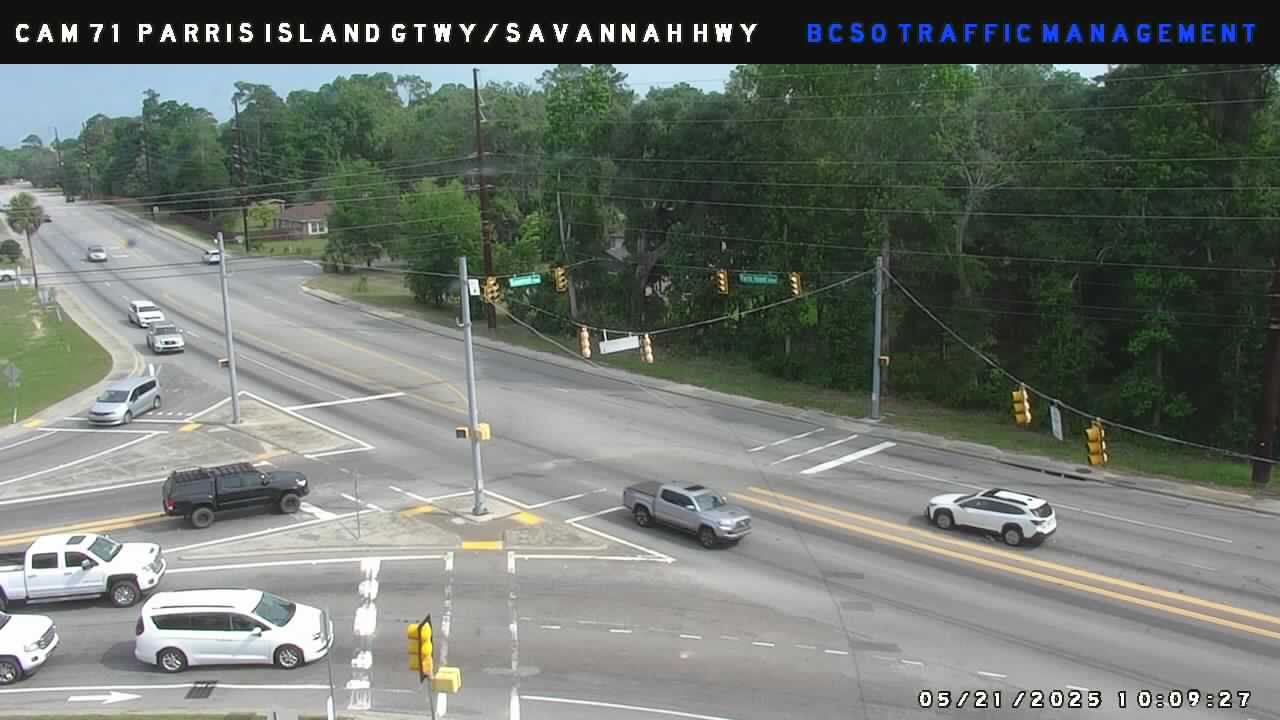 CAM 71 PARRIS ISLAND GTWY/SAVANNAH HWY BCSO TRAFFIC MANAGEMENT
05/21/2025 10:09:27